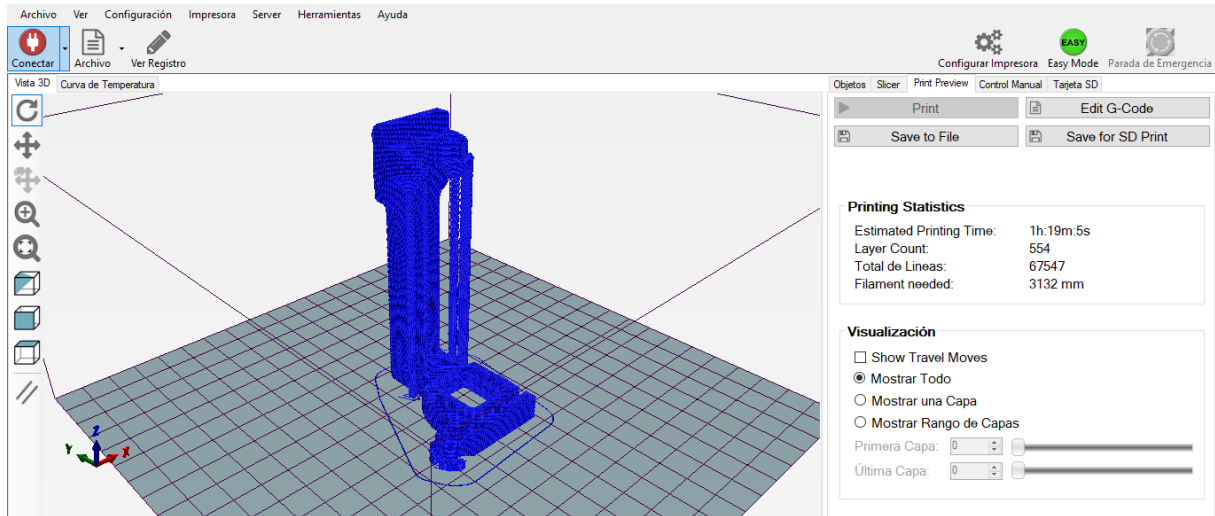 Archivo Ver Configuración Impresora Server Herramientas Ayuda
Conectar Archivo Ver Registro Configurar Impresora Easy Mode Parada de Emergencia
EASY
Vista 3D Curva de Temperatura Objetos Slicer Print Preview Control Manual Tarjeta SD
Print Edit G-Code
Save to File Save for SD Print
Printing Statistics
Estimated Printing Time: 1h:19m:5s
Layer Count: 554
Total de Lineas: 67547
Filament needed: 3132 mm
Visualización
Show Travel Moves
Mostrar Todo
Mostrar una Capa
Mostrar Rango de Capas
Primera Capa: 0
Última Capa: 0
Z
Y X